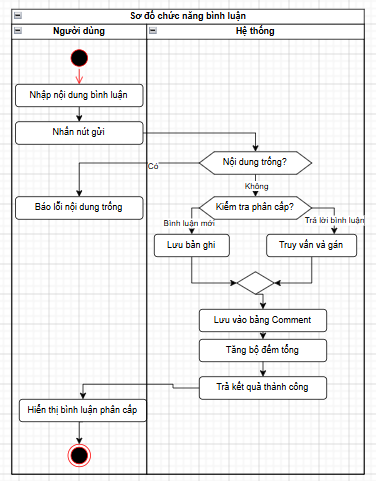 Sơ đồ chức năng bình luận
Người dùng
Hệ thống
Nhập nội dung bình luận
Nhấn nút gửi
Nội dung trống?
Có
Không
Báo lỗi nội dung trống
Kiểm tra phân cấp?
Bình luận mới
Trả lời bình luận
Lưu bản ghi
Truy vấn và gán
Lưu vào bảng Comment
Tăng bộ đếm tổng
Trả kết quả thành công
Hiển thị bình luận phân cấp